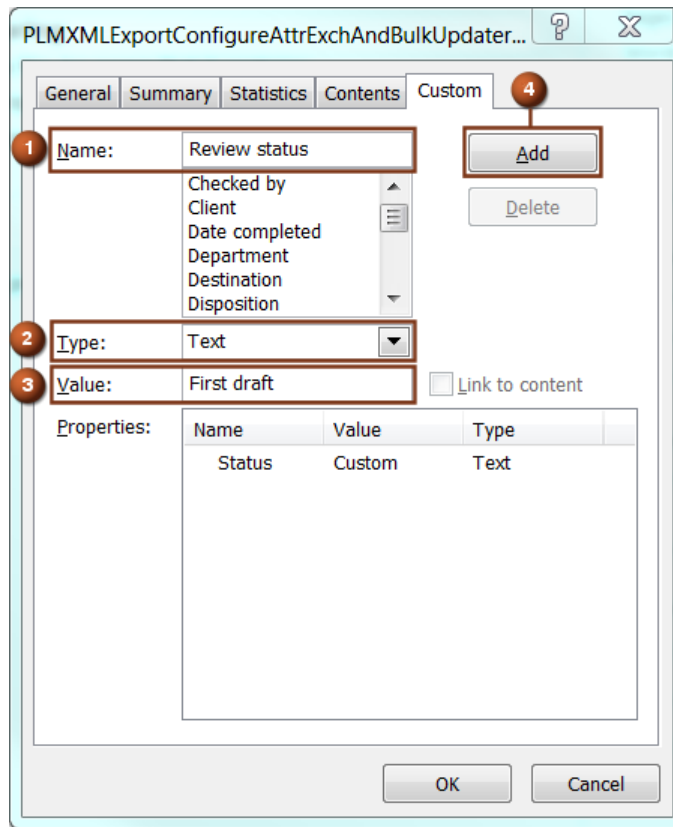 PLMXMLExportConfigureAttrExchAndBulkUpdater...
General Summary Statistics Contents Custom
4
1 Name: Review status Add
Checked by
Client
Date completed
Department
Destination
Disposition
Delete
2 Type: Text
3 Value: First draft Link to content
Properties: Name Value Type
Status Custom Text
OK Cancel